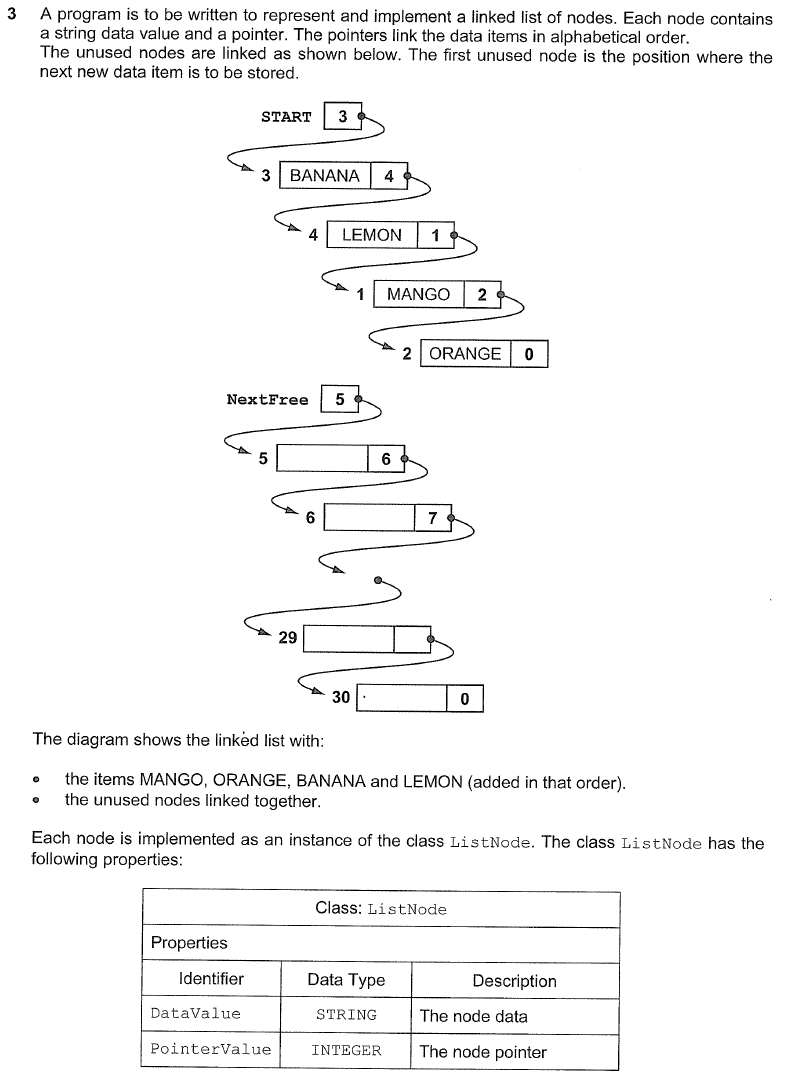 3 A program is to be written to represent and implement a linked list of nodes. Each node contains
a string data value and a pointer. The pointers link the data items in alphabetical order.
The unused nodes are linked as shown below. The first unused node is the position where the
next new data item is to be stored.
START 3
3 BANANA 4
4 LEMON 1
1 MANGO 2
2 ORANGE 0
NextFree 5
5 6
6 7
29
30 0
The diagram shows the linked list with:
• the items MANGO, ORANGE, BANANA and LEMON (added in that order).
• the unused nodes linked together.
Each node is implemented as an instance of the class ListNode. The class ListNode has the
following properties:
Class: ListNode
Properties
Identifier Data Type Description
DataValue STRING The node data
PointerValue INTEGER The node pointer